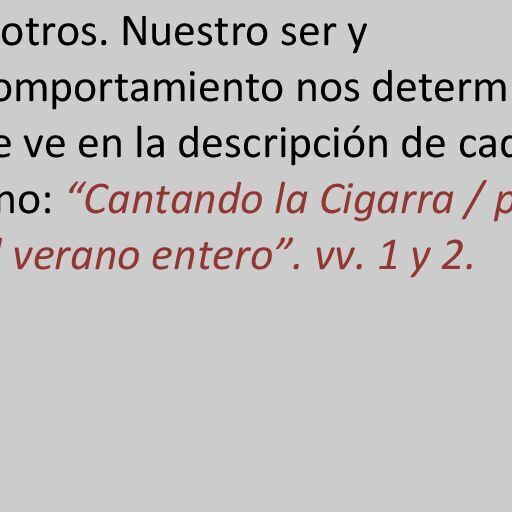 otros. Nuestro ser y
omportamiento nos determ
e ve en la descripción de cad
no: “Cantando la Cigarra / p
l verano entero”. vv. 1 y 2.